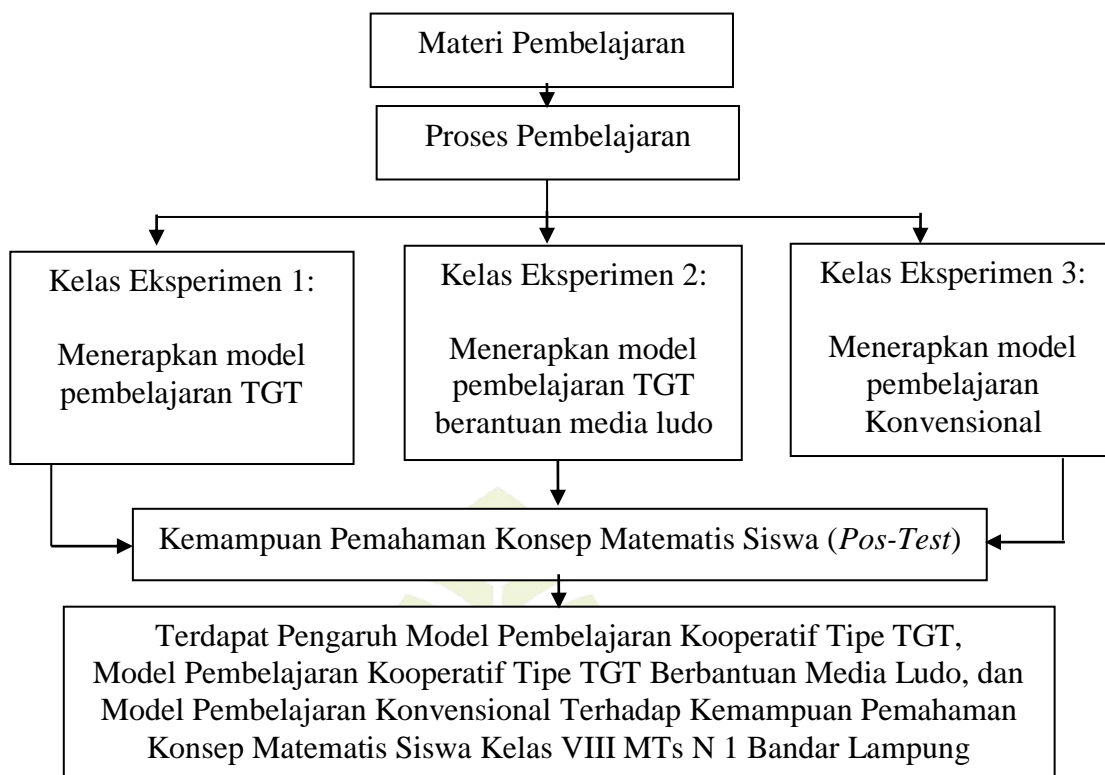 Materi Pembelajaran
Proses Pembelajaran
Kelas Eksperimen 1:
Menerapkan model
pembelajaran TGT
Kelas Eksperimen 2:
Menerapkan model
pembelajaran TGT
berantuan media ludo
Kelas Eksperimen 3:
Menerapkan model
pembelajaran
Konvensional
Kemampuan Pemahaman Konsep Matematis Siswa (Pos-Test)
Terdapat Pengaruh Model Pembelajaran Kooperatif Tipe TGT,
Model Pembelajaran Kooperatif Tipe TGT Berbantuan Media Ludo, dan
Model Pembelajaran Konvensional Terhadap Kemampuan Pemahaman
Konsep Matematis Siswa Kelas VIII MTs N 1 Bandar Lampung